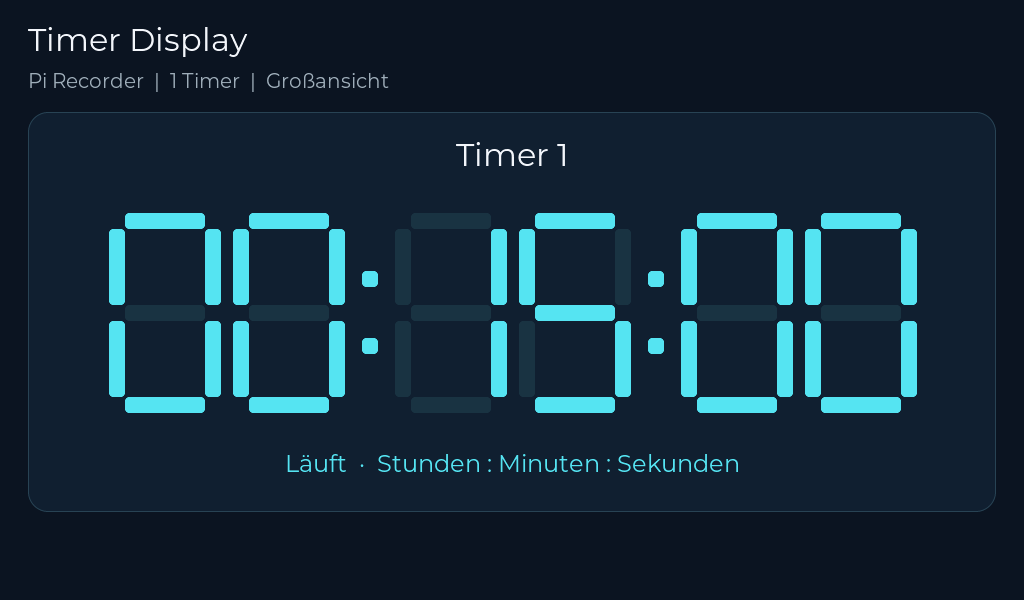 Timer Display
Pi Recorder | 1 Timer | Großansicht
Timer 1
00:15:00
Läuft · Stunden : Minuten : Sekunden